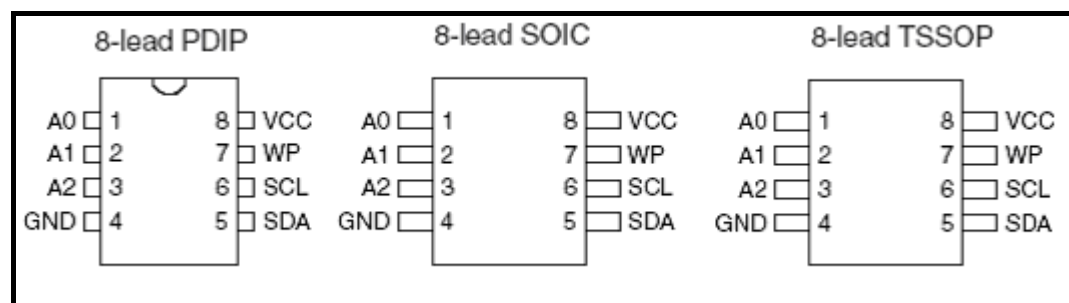 8-lead PDIP
A0 1 8 VCC
A1 2 7 WP
A2 3 6 SCL
GND 4 5 SDA
8-lead SOIC
A0 1 8 VCC
A1 2 7 WP
A2 3 6 SCL
GND 4 5 SDA
8-lead TSSOP
A0 1 8 VCC
A1 2 7 WP
A2 3 6 SCL
GND 4 5 SDA